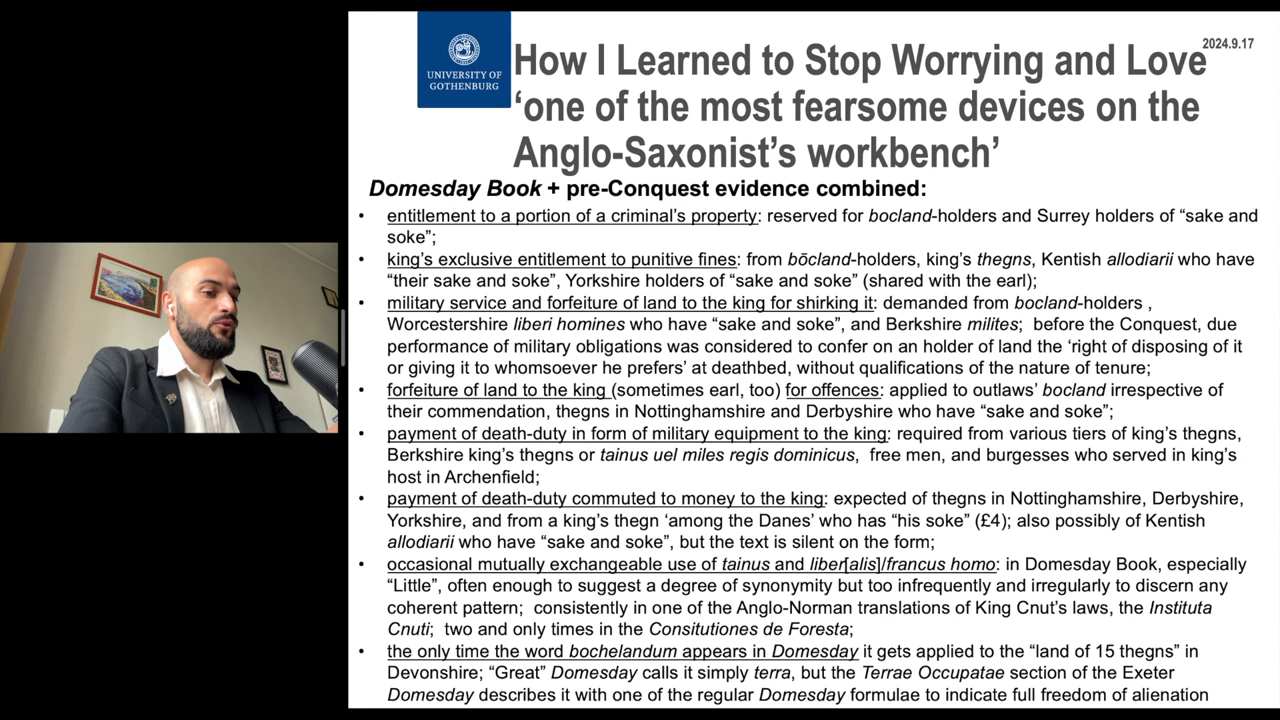 UNIVERSITY OF
GOTHENBURG
2024.9.17
How I Learned to Stop Worrying and Love
‘one of the most fearsome devices on the
Anglo-Saxonist’s workbench’
Domesday Book + pre-Conquest evidence combined:
• entitlement to a portion of a criminal’s property: reserved for bocland-holders and Surrey holders of “sake and
soke”;
• king’s exclusive entitlement to punitive fines: from bōcland-holders, king’s thegns, Kentish allodiarii who have
“their sake and soke”, Yorkshire holders of “sake and soke” (shared with the earl);
• military service and forfeiture of land to the king for shirking it: demanded from bocland-holders ,
Worcestershire liberi homines who have “sake and soke”, and Berkshire milites; before the Conquest, due
performance of military obligations was considered to confer on an holder of land the ‘right of disposing of it
or giving it to whomsoever he prefers’ at deathbed, without qualifications of the nature of tenure;
• forfeiture of land to the king (sometimes earl, too) for offences: applied to outlaws’ bocland irrespective of
their commendation, thegns in Nottinghamshire and Derbyshire who have “sake and soke”;
• payment of death-duty in form of military equipment to the king: required from various tiers of king’s thegns,
Berkshire king’s thegns or tainus uel miles regis dominicus, free men, and burgesses who served in king’s
host in Archenfield;
• payment of death-duty commuted to money to the king: expected of thegns in Nottinghamshire, Derbyshire,
Yorkshire, and from a king’s thegn ‘among the Danes’ who has “his soke” (£4); also possibly of Kentish
allodiarii who have “sake and soke”, but the text is silent on the form;
• occasional mutually exchangeable use of tainus and liber[alis]/francus homo: in Domesday Book, especially
“Little”, often enough to suggest a degree of synonymity but too infrequently and irregularly to discern any
coherent pattern; consistently in one of the Anglo-Norman translations of King Cnut’s laws, the Instituta
Cnuti; two and only times in the Consitutiones de Foresta;
• the only time the word bochelandum appears in Domesday it gets applied to the “land of 15 thegns” in
Devonshire; “Great” Domesday calls it simply terra, but the Terrae Occupatae section of the Exeter
Domesday describes it with one of the regular Domesday formulae to indicate full freedom of alienation